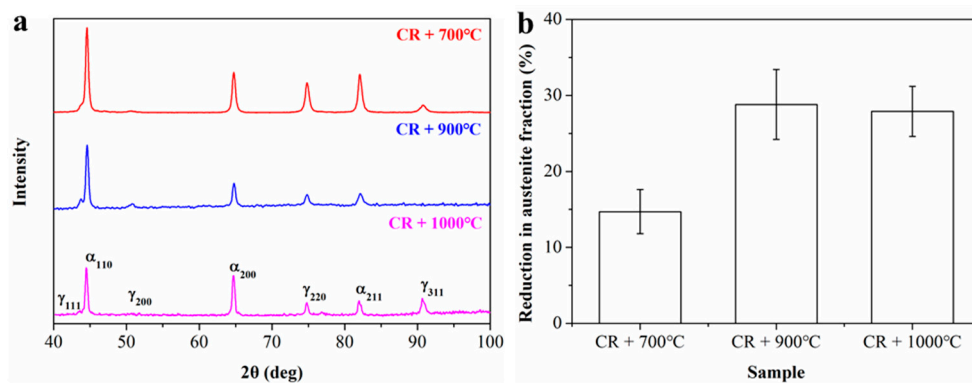 a
CR + 700°C
CR + 900°C
CR + 1000°C
γ111
α110
γ200
α200
γ220
α211
γ311
Intensity
40 50 60 70 80 90 100
2θ (deg)
b
40
30
20
10
0
Reduction in austenite fraction (%)
CR + 700°C CR + 900°C CR + 1000°C
Sample